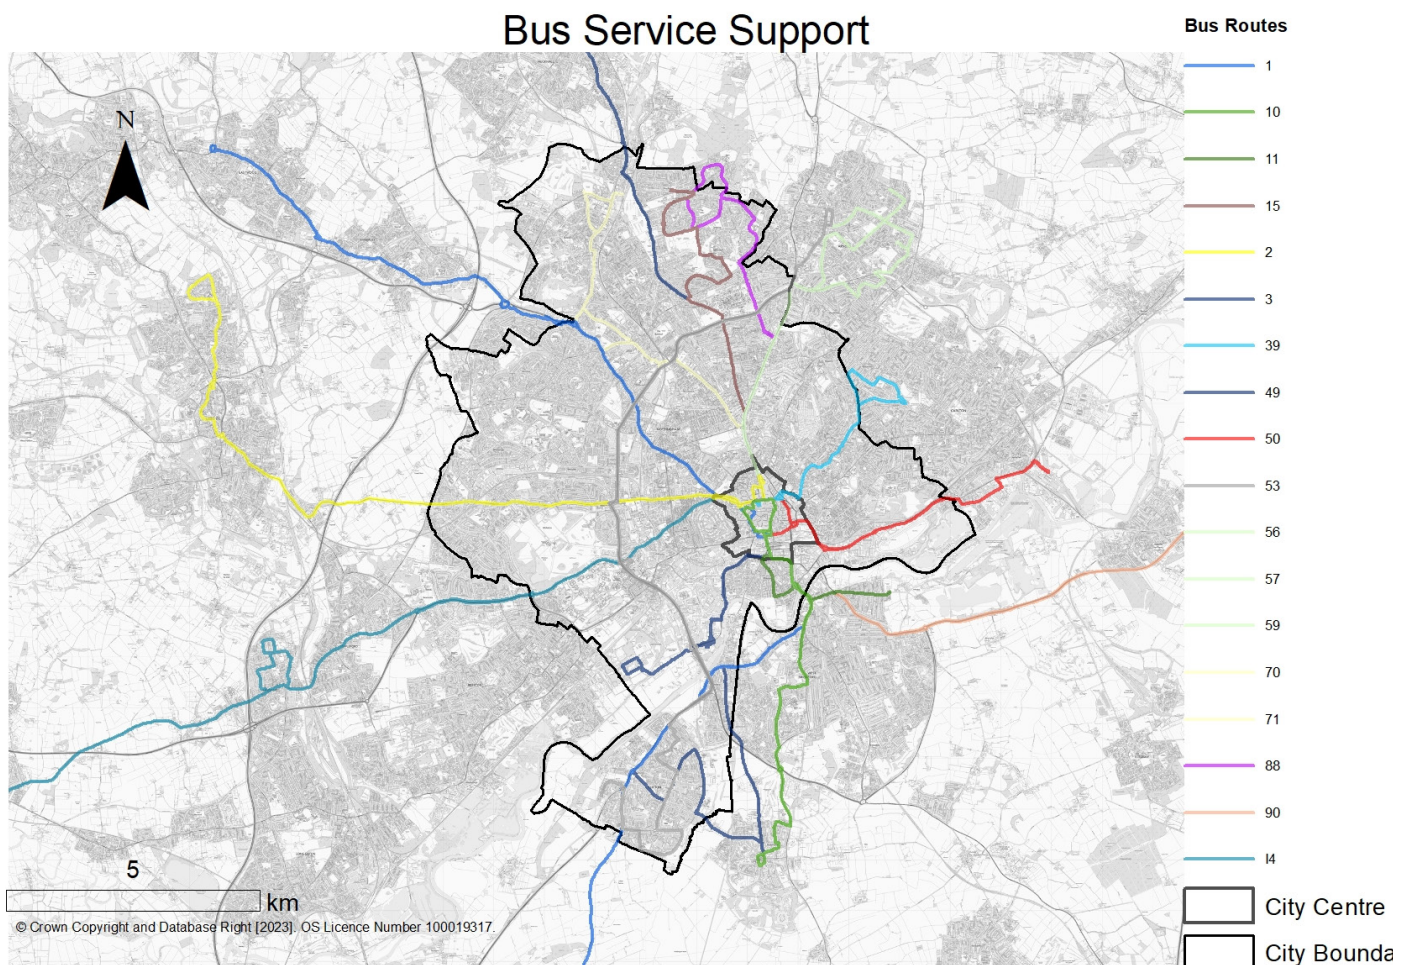 Bus Service Support
Bus Routes
1
10
11
15
2
3
39
49
50
53
56
57
59
70
71
88
90
I4
City Centre
City Bounda
N
5
km
© Crown Copyright and Database Right [2023]. OS Licence Number 100019317.